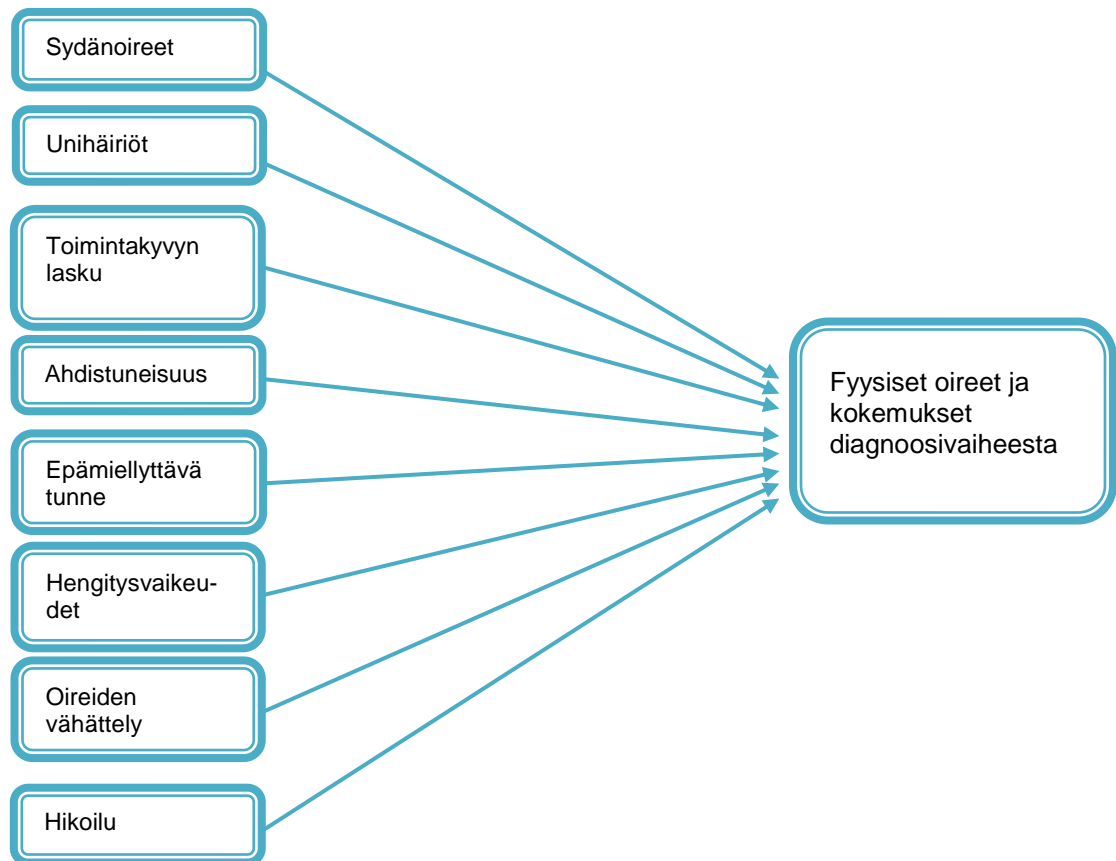 Sydänoireet
Unihäiriöt
Toimintakyvyn
lasku
Ahdistuneisuus
Epämiellyttävä
tunne
Hengitysvaikeu-
det
Oireiden
vähättely
Hikoilu
Fyysiset oireet ja
kokemukset
diagnoosivaiheesta